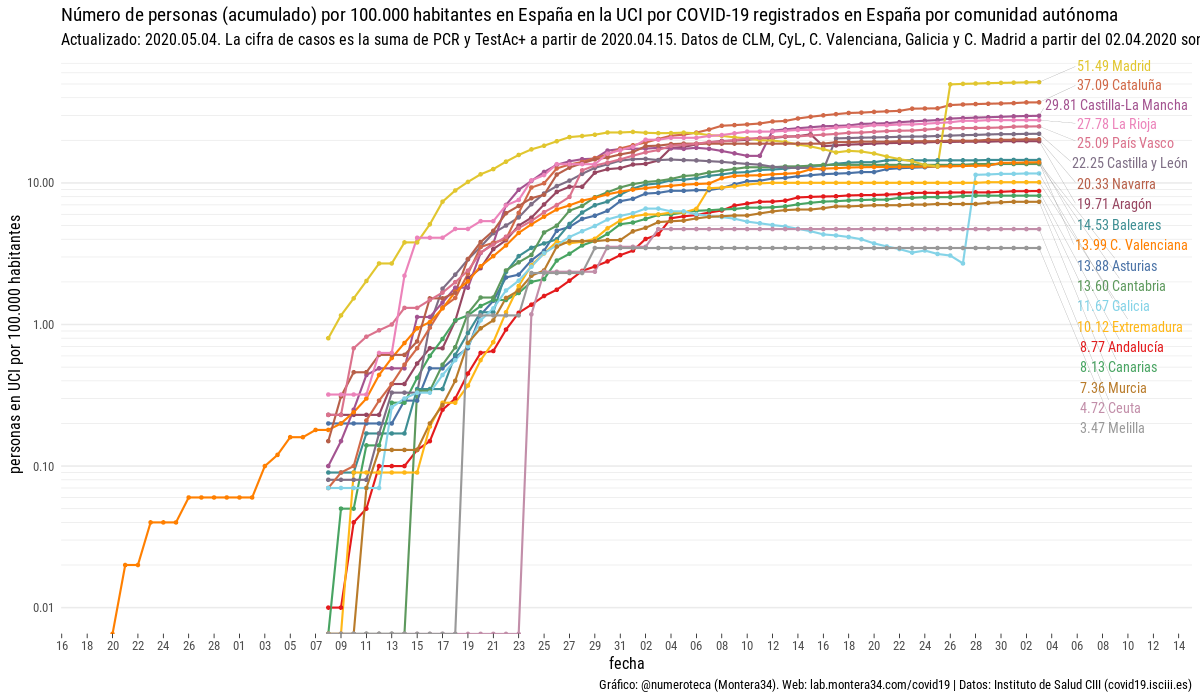 Número de personas (acumulado) por 100.000 habitantes en España en la UCI por COVID-19 registrados en España por comunidad autónoma
Actualizado: 2020.05.04. La cifra de casos es la suma de PCR y TestAc+ a partir de 2020.04.15. Datos de CLM, CyL, C. Valenciana, Galicia y C. Madrid a partir del 02.04.2020 son
personas en UCI por 100.000 habitantes
10.00
1.00
0.10
0.01
51.49 Madrid
37.09 Cataluña
29.81 Castilla-La Mancha
27.78 La Rioja
25.09 País Vasco
22.25 Castilla y León
20.33 Navarra
19.71 Aragón
14.53 Baleares
13.99 C. Valenciana
13.88 Asturias
13.60 Cantabria
11.67 Galicia
10.12 Extremadura
8.77 Andalucía
8.13 Canarias
7.36 Murcia
4.72 Ceuta
3.47 Melilla
16 18 20 22 24 26 28 01 03 05 07 09 11 13 15 17 19 21 23 25 27 29 31 02 04 06 08 10 12 14 16 18 20 22 24 26 28 30 02 04 06 08 10 12 14
fecha
Gráfico: @numeroteca (Montera34). Web: lab.montera34.com/covid19 | Datos: Instituto de Salud CIII (covid19.isciii.es)